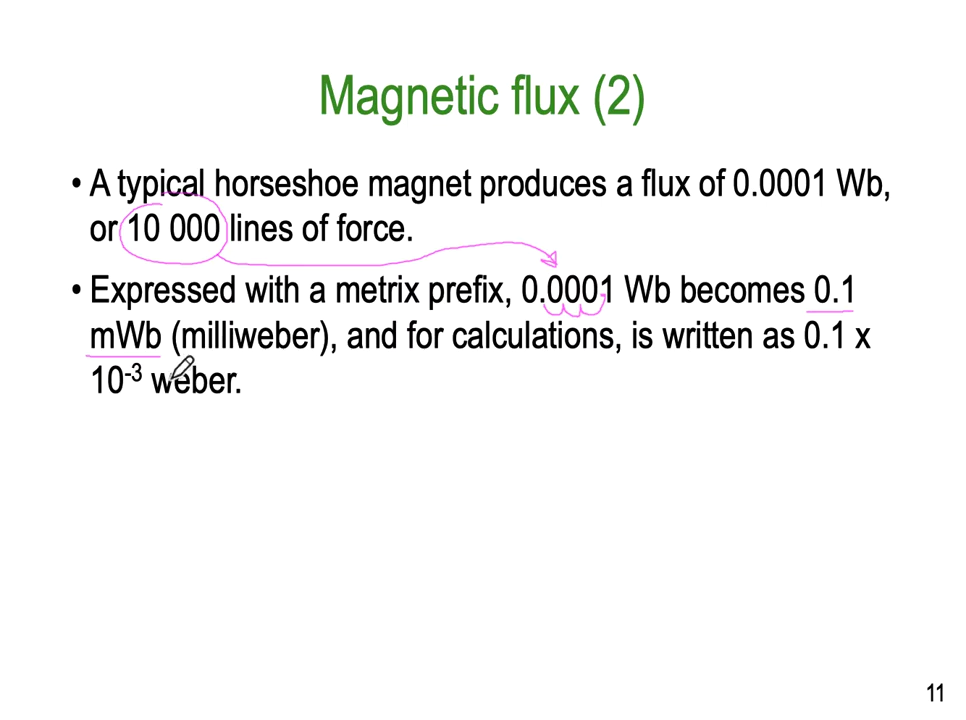 Magnetic flux (2)
• A typical horseshoe magnet produces a flux of 0.0001 Wb,
or 10 000 lines of force.
• Expressed with a metrix prefix, 0.0001 Wb becomes 0.1
mWb (milliweber), and for calculations, is written as 0.1 x
10⁻³ weber.
11